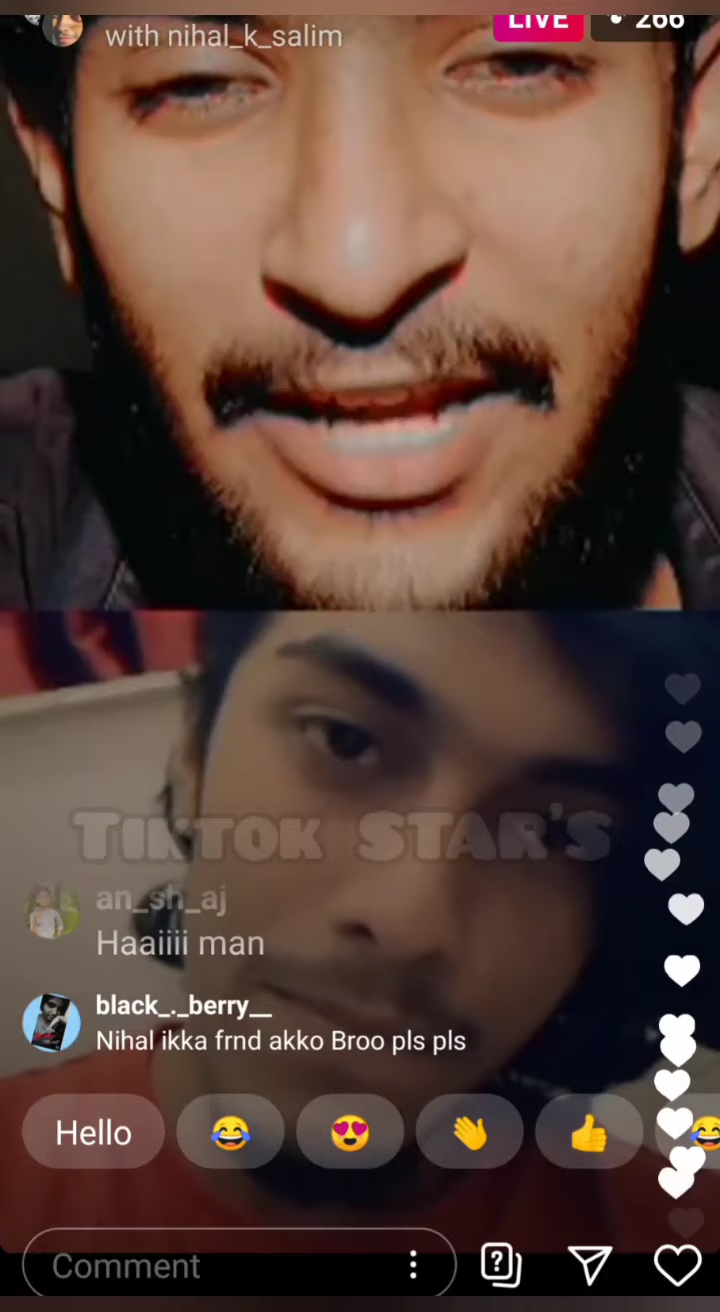 with nihal_k_salim
LIVE
266
TIKTOK STAR'S
an_sh_aj
Haaiiii man
black_._berry__
Nihal ikka frnd akko Broo pls pls
Hello
Comment